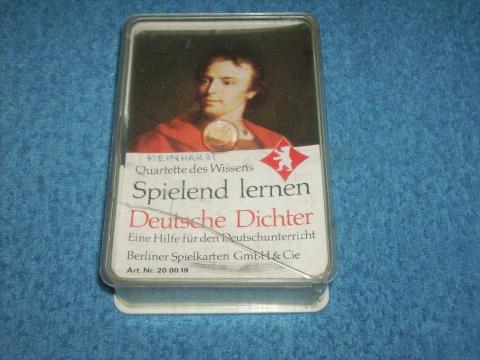 MEINHARDT
Quartette des Wissens
Spielend lernen
Deutsche Dichter
Eine Hilfe für den Deutschunterricht
Berliner Spielkarten GmbH & Cie
Art. Nr. 20 00 19